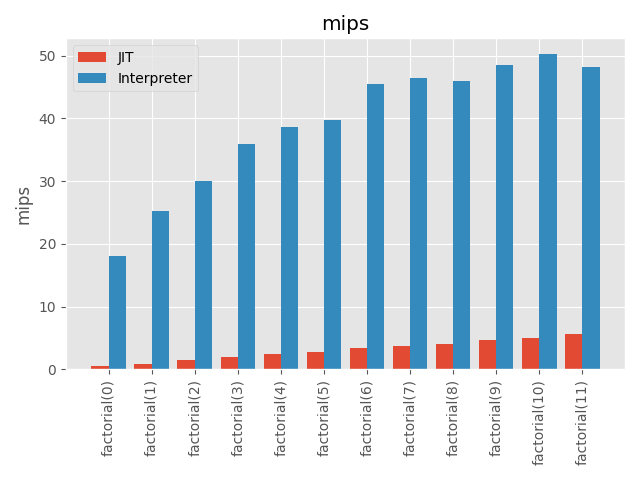 mips
JIT
Interpreter
mips
50
40
30
20
10
0
factorial(0)
factorial(1)
factorial(2)
factorial(3)
factorial(4)
factorial(5)
factorial(6)
factorial(7)
factorial(8)
factorial(9)
factorial(10)
factorial(11)